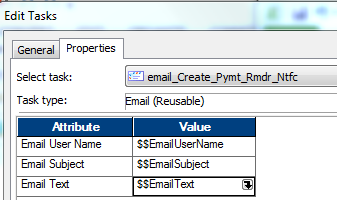 Edit Tasks
General Properties
Select task: email_Create_Pymt_Rmdr_Ntfc
Task type: Email (Reusable)
Attribute Value
Email User Name $$EmailUserName
Email Subject $$EmailSubject
Email Text $$EmailText